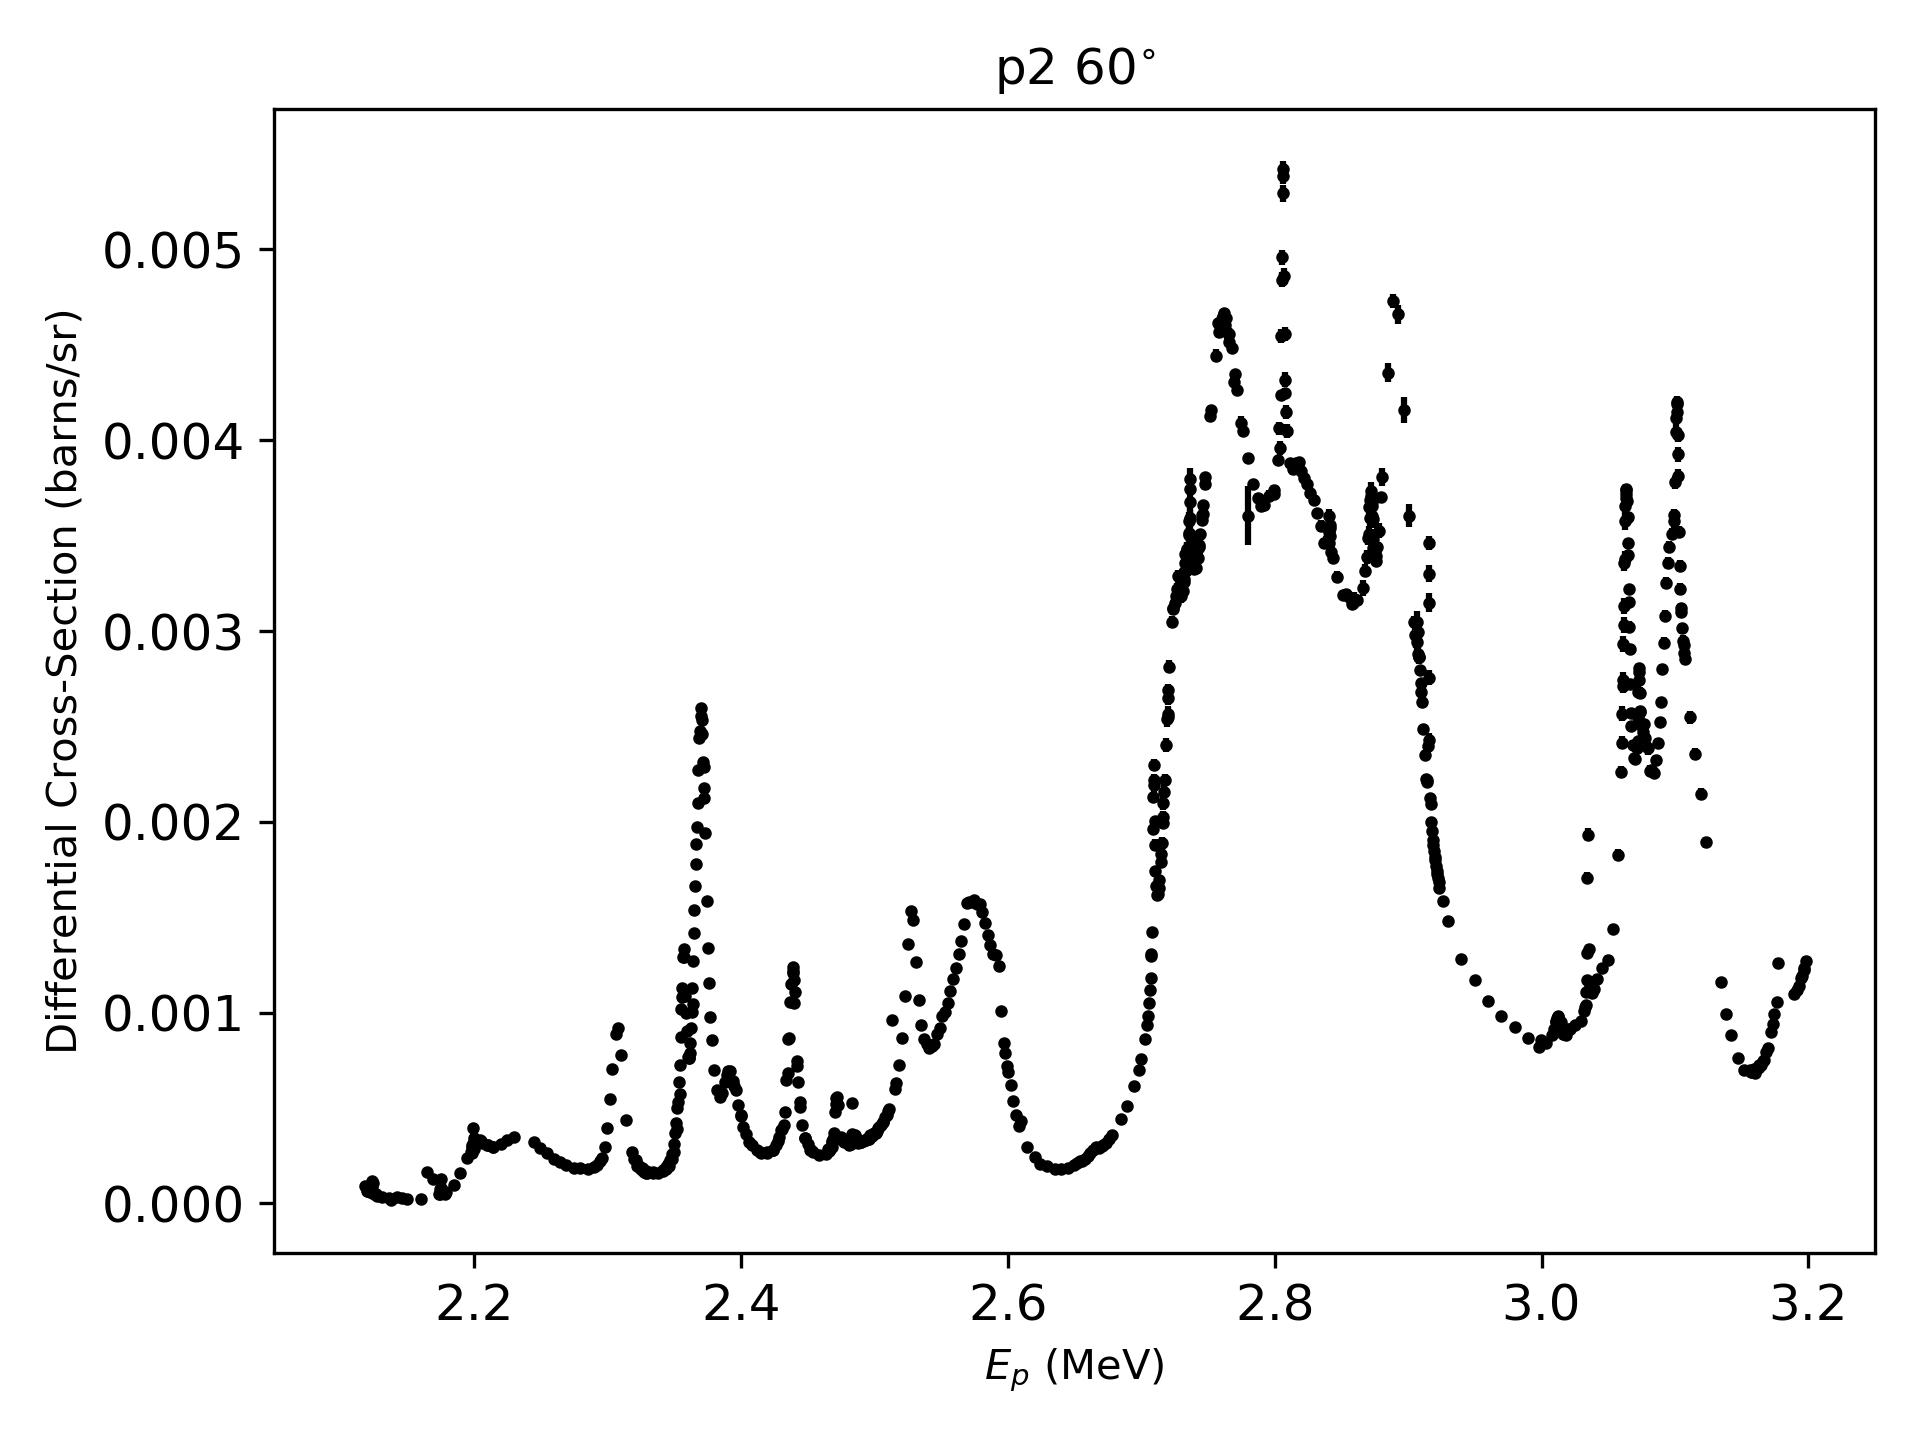 p2 60°
Differential Cross-Section (barns/sr)
0.005
0.004
0.003
0.002
0.001
0.000
2.2 2.4 2.6 2.8 3.0 3.2
Eₚ (MeV)